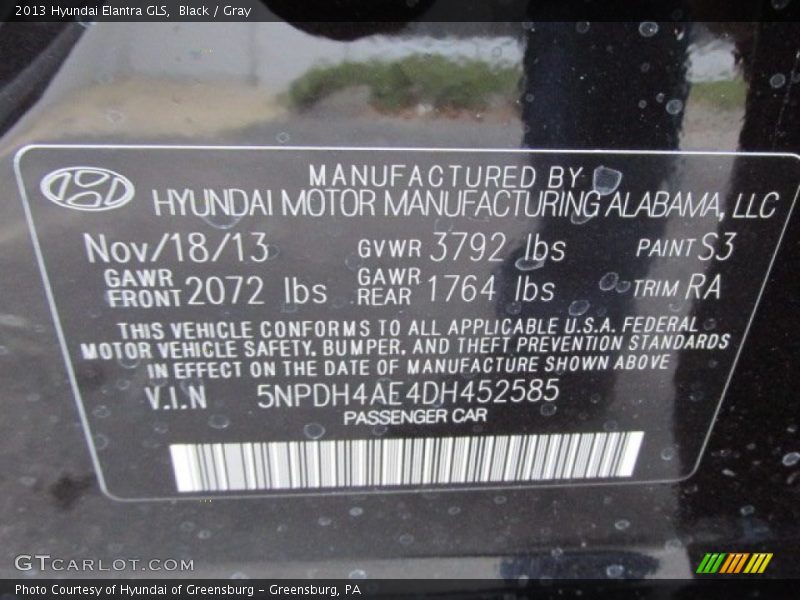 2013 Hyundai Elantra GLS, Black / Gray
MANUFACTURED BY
HYUNDAI MOTOR MANUFACTURING ALABAMA, LLC
Nov/18/13 GVWR 3792 lbs PAINT S3
GAWR FRONT 2072 lbs GAWR REAR 1764 lbs TRIM RA
THIS VEHICLE CONFORMS TO ALL APPLICABLE U.S.A. FEDERAL
MOTOR VEHICLE SAFETY, BUMPER, AND THEFT PREVENTION STANDARDS
IN EFFECT ON THE DATE OF MANUFACTURE SHOWN ABOVE
V.I.N 5NPDH4AE4DH452585
PASSENGER CAR
GTCARLOT.COM
Photo Courtesy of Hyundai of Greensburg - Greensburg, PA